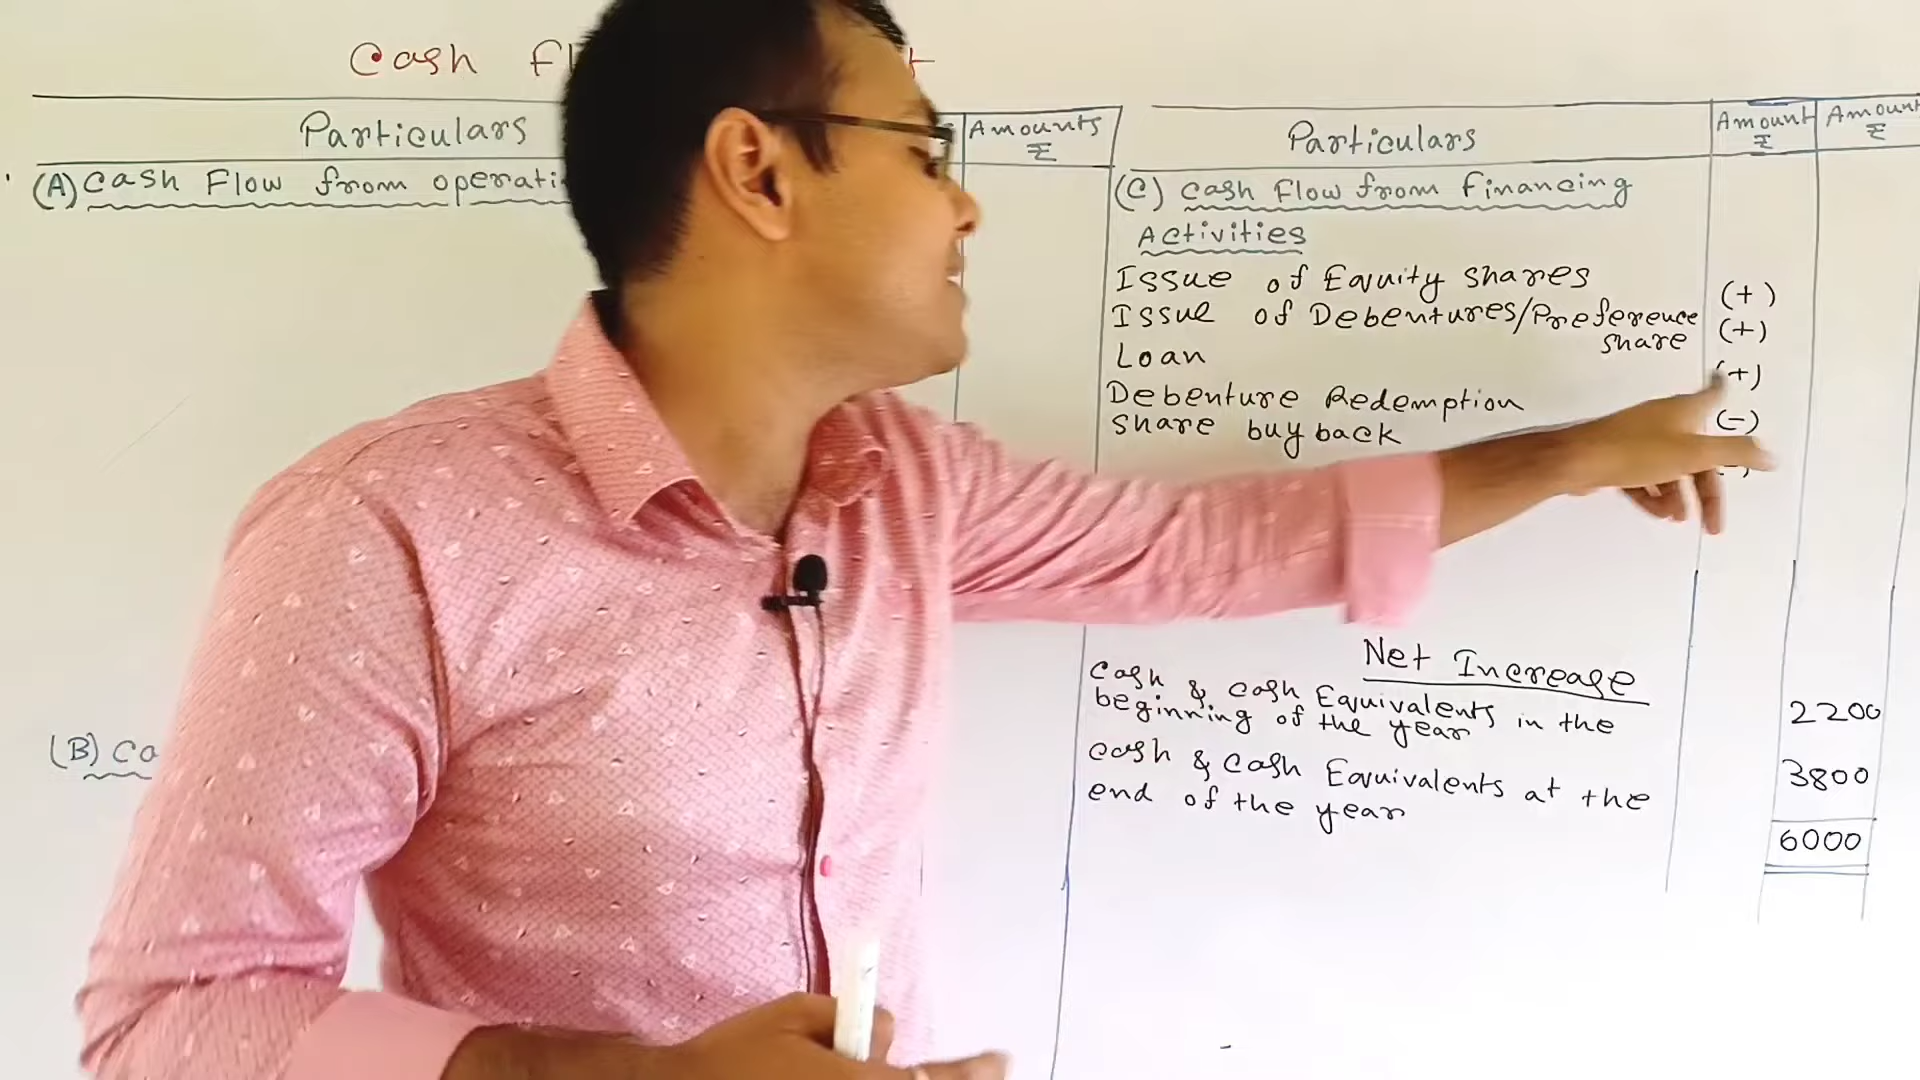 Cash
Particulars
Amounts
₹
(A) Cash Flow from
(B)
Particulars
Amount
₹
Amount
₹
(C) Cash Flow from Financing
Activities
Issue of Equity shares (+)
Issue of Debentures/Preference
share (+)
Loan (+)
Debenture Redemption (-)
Share buy back
Net Increase 2200
Cash & Cash Equivalents in the
beginning of the year 3800
Cash & Cash Equivalents at the
end of the year 6000